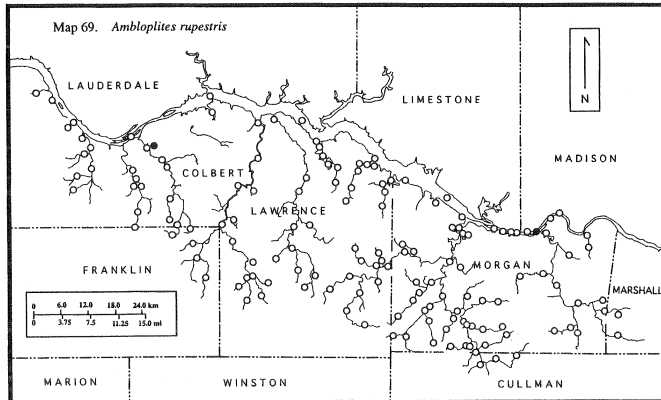 Map 69. Ambloplites rupestris
LAUDERDALE
LIMESTONE
N
MADISON
COLBERT
LAWRENCE
FRANKLIN
MORGAN
MARSHALL
0 6.0 12.0 18.0 24.0 km
0 3.75 7.5 11.25 15.0 mi
MARION
WINSTON
CULLMAN